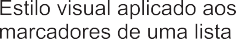 Estilo visual aplicado aos
marcadores de uma lista